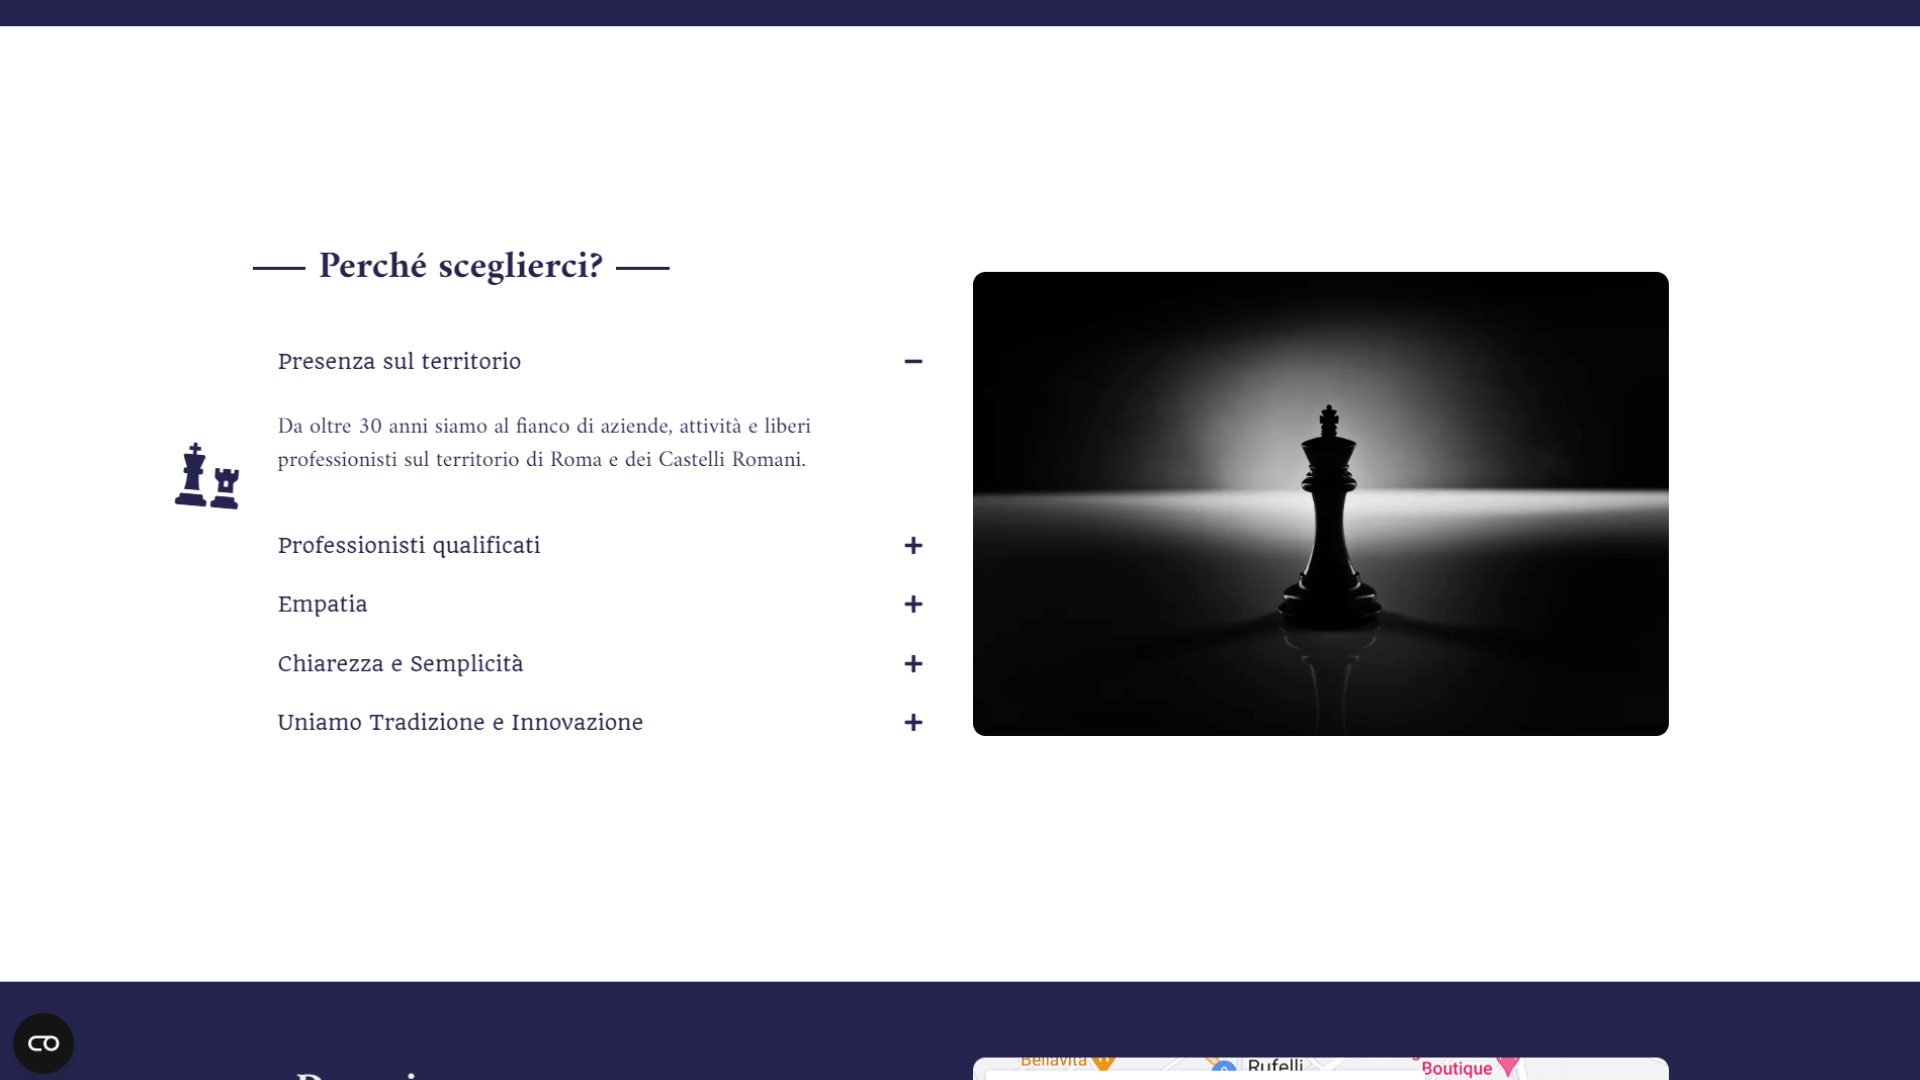 Perché sceglierci?
Presenza sul territorio
Da oltre 30 anni siamo al fianco di aziende, attività e liberi
professionisti sul territorio di Roma e dei Castelli Romani.
Professionisti qualificati
Empatia
Chiarezza e Semplicità
Uniamo Tradizione e Innovazione
Bellavita
Rufelli
Boutique